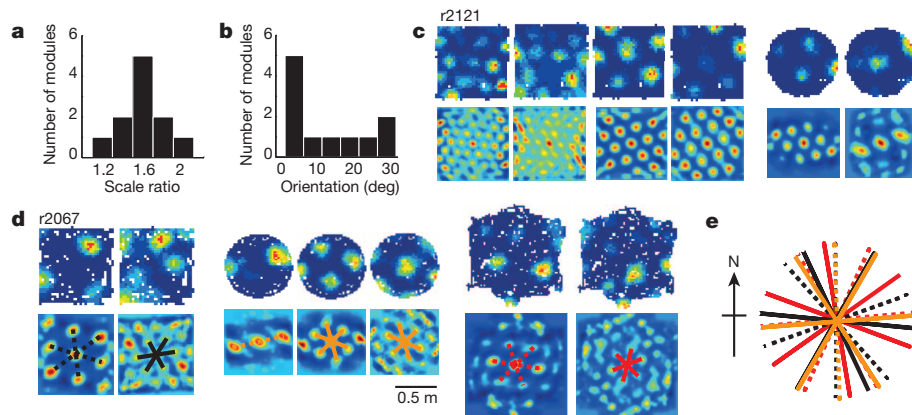 a
Number of modules
6
4
2
0
1.2 1.6 2
Scale ratio
b
Number of modules
6
4
2
0
0 10 20 30
Orientation (deg)
c
r2121
d
r2067
0.5 m
e
N